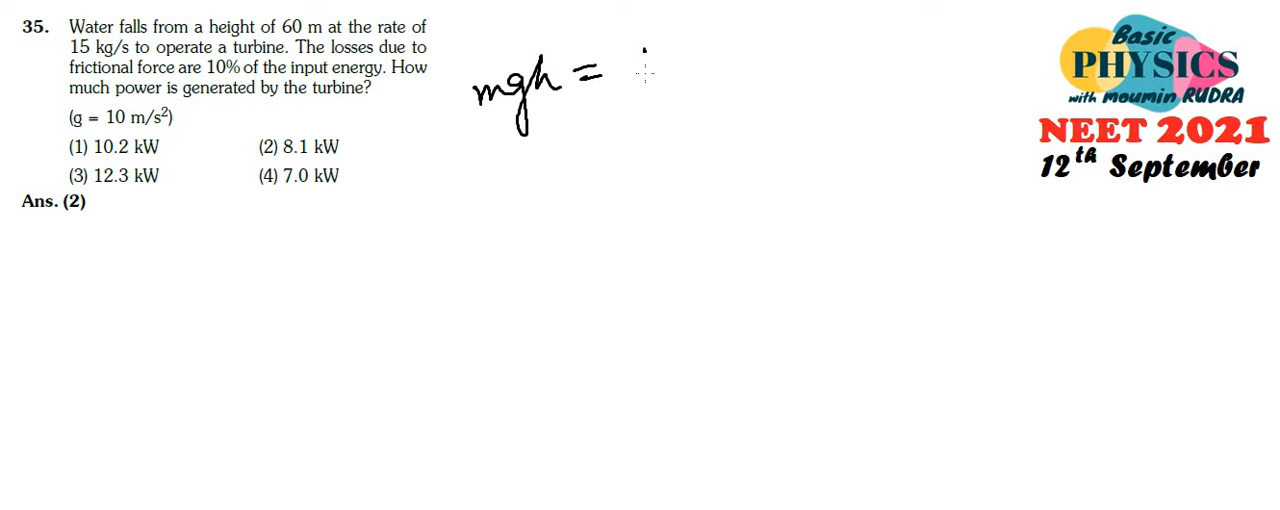 35. Water falls from a height of 60 m at the rate of
15 kg/s to operate a turbine. The losses due to
frictional force are 10% of the input energy. How
much power is generated by the turbine?
(g = 10 m/s²)
(1) 10.2 kW (2) 8.1 kW
(3) 12.3 kW (4) 7.0 kW
Ans. (2)
mgh =
Basic
PHYSICS
with moumin RUDRA
NEET 2021
12th September